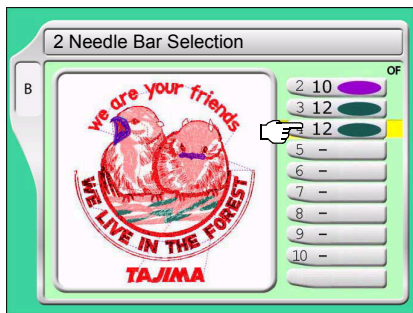 2 Needle Bar Selection
B
OF
we are your friends
WE LIVE IN THE FOREST
TAJIMA
2 10
3 12
12
5 –
6 –
7 –
8 –
9 –
10 –